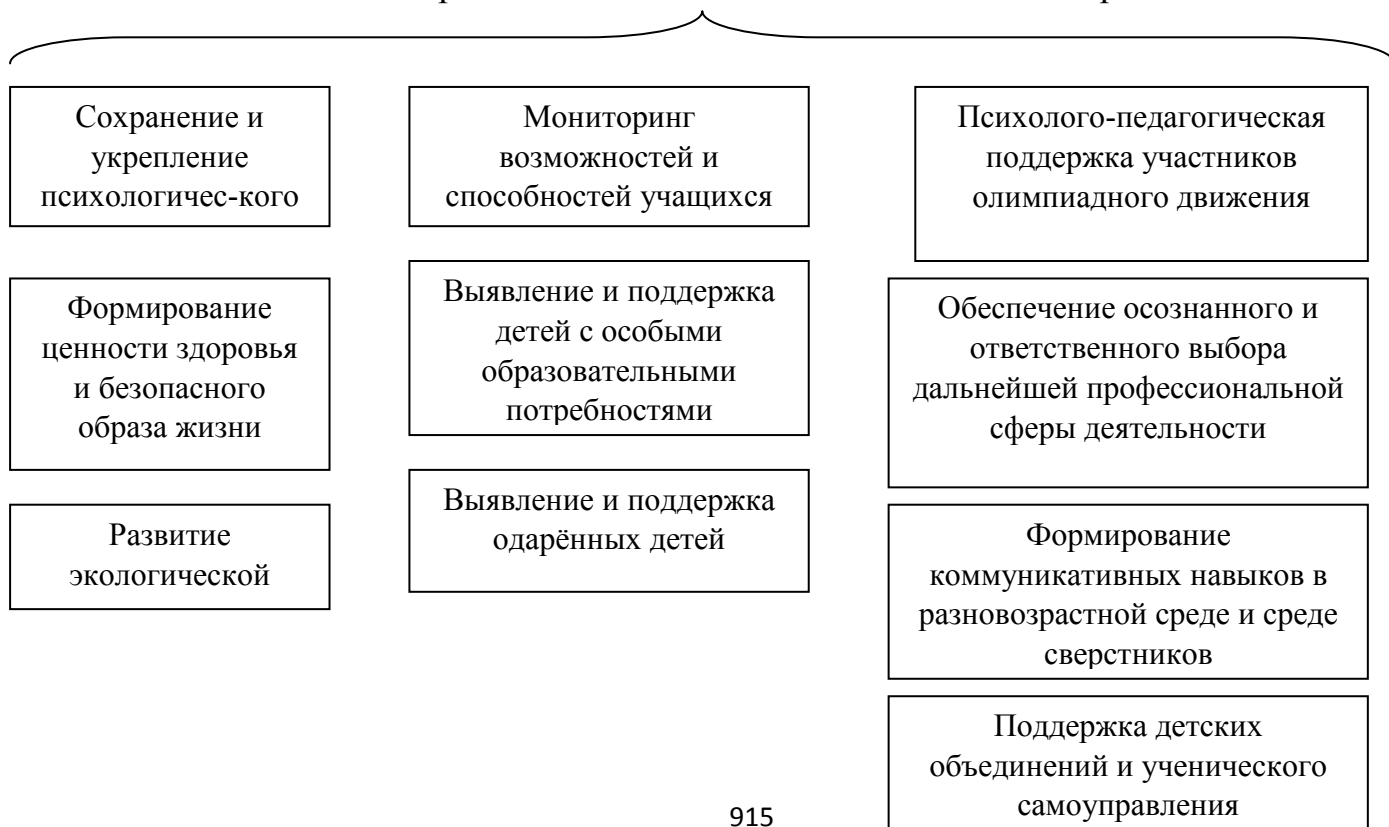 Сохранение и
укрепление
психологичес-кого
Формирование
ценности здоровья
и безопасного
образа жизни
Развитие
экологической
Мониторинг
возможностей и
способностей учащихся
Выявление и поддержка
детей с особыми
образовательными
потребностями
Выявление и поддержка
одарённых детей
Психолого-педагогическая
поддержка участников
олимпиадного движения
Обеспечение осознанного и
ответственного выбора
дальнейшей профессиональной
сферы деятельности
Формирование
коммуникативных навыков в
разновозрастной среде и среде
сверстников
Поддержка детских
объединений и ученического
самоуправления
915